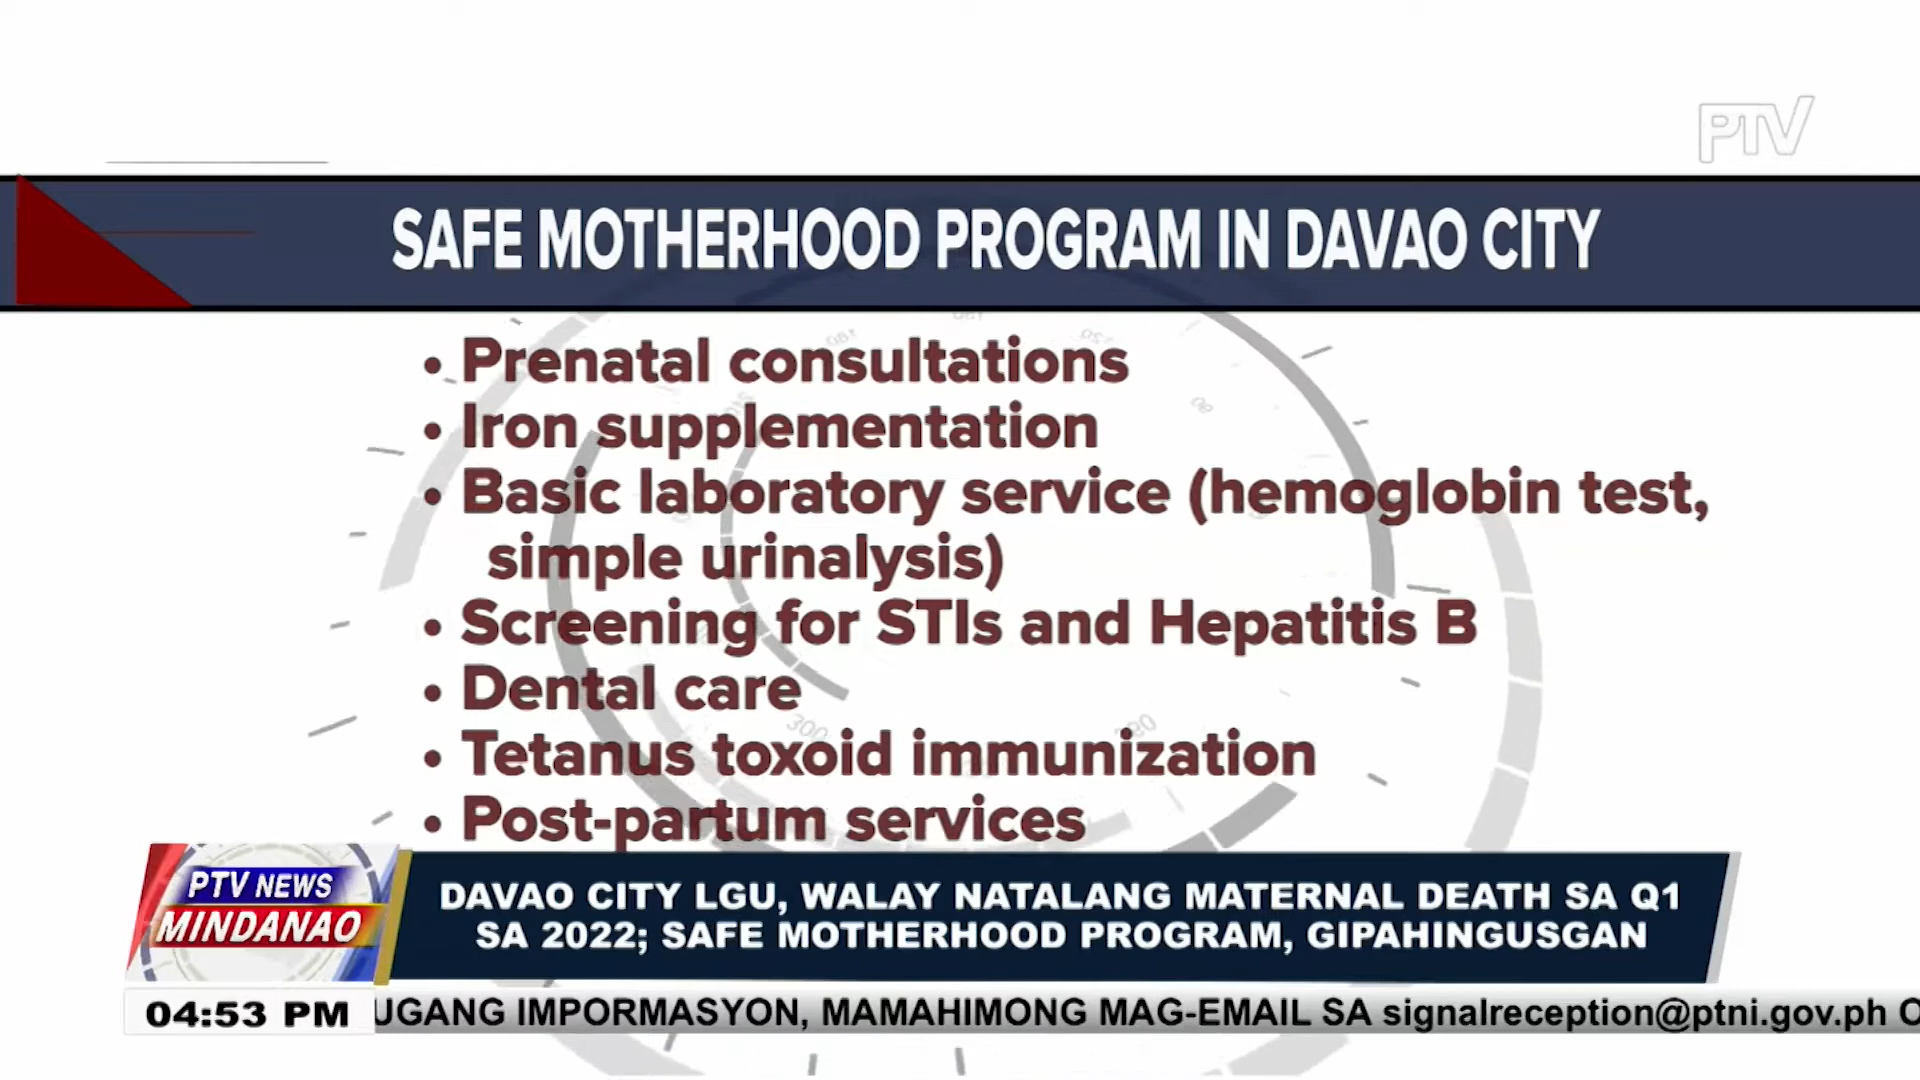 PTV
SAFE MOTHERHOOD PROGRAM IN DAVAO CITY
• Prenatal consultations
• Iron supplementation
• Basic laboratory service (hemoglobin test,
simple urinalysis)
• Screening for STIs and Hepatitis B
• Dental care
• Tetanus toxoid immunization
• Post-partum services
PTV NEWS
MINDANAO
DAVAO CITY LGU, WALAY NATALANG MATERNAL DEATH SA Q1
SA 2022; SAFE MOTHERHOOD PROGRAM, GIPAHINGUSGAN
04:53 PM
UGANG IMPORMASYON, MAMAHIMONG MAG-EMAIL SA signalreception@ptni.gov.ph O